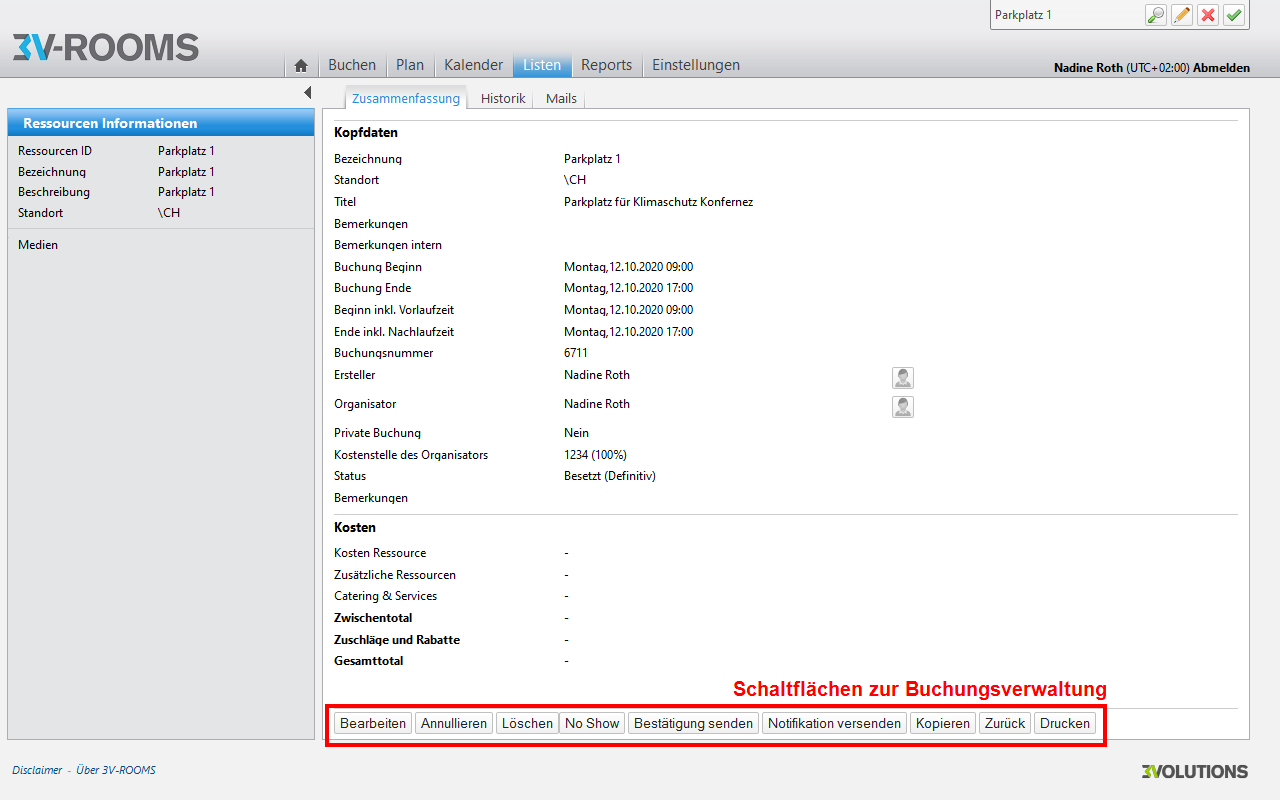 Parkplatz 1
3V-ROOMS
Buchen Plan Kalender Listen Reports Einstellungen
Nadine Roth (UTC+02:00) Abmelden
Zusammenfassung Historik Mails
Ressourcen Informationen
Ressourcen ID Parkplatz 1
Bezeichnung Parkplatz 1
Beschreibung Parkplatz 1
Standort \CH
Medien
Kopfdaten
Bezeichnung Parkplatz 1
Standort \CH
Titel Parkplatz für Klimaschutz Konfernez
Bemerkungen
Bemerkungen intern
Buchung Beginn Montag,12.10.2020 09:00
Buchung Ende Montag,12.10.2020 17:00
Beginn inkl. Vorlaufzeit Montag,12.10.2020 09:00
Ende inkl. Nachlaufzeit Montag,12.10.2020 17:00
Buchungsnummer 6711
Ersteller Nadine Roth
Organisator Nadine Roth
Private Buchung Nein
Kostenstelle des Organisators 1234 (100%)
Status Besetzt (Definitiv)
Bemerkungen
Kosten
Kosten Ressource -
Zusätzliche Ressourcen -
Catering & Services -
Zwischentotal -
Zuschläge und Rabatte -
Gesamttotal -
Schaltflächen zur Buchungsverwaltung
Bearbeiten Annullieren Löschen No Show Bestätigung senden Notifikation versenden Kopieren Zurück Drucken
Disclaimer - Über 3V-ROOMS
3VOLUTIONS